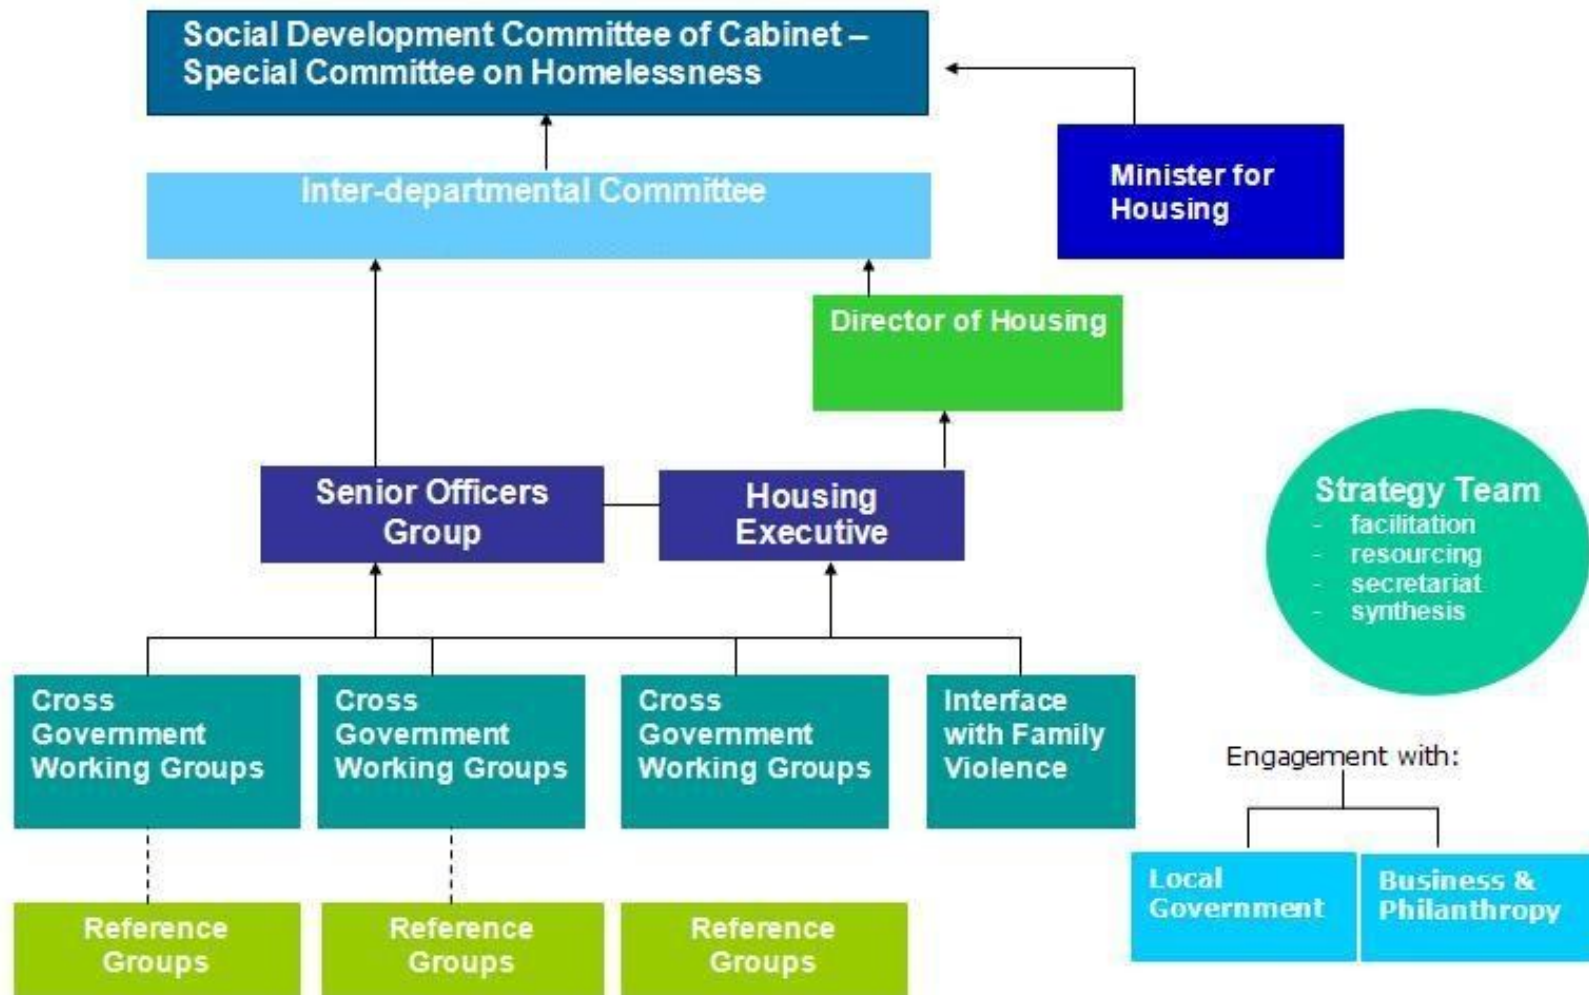 Social Development Committee of Cabinet –
Special Committee on Homelessness
Inter-departmental Committee
Minister for
Housing
Director of Housing
Senior Officers
Group
Housing
Executive
Strategy Team
- facilitation
- resourcing
- secretariat
- synthesis
Cross
Government
Working Groups
Cross
Government
Working Groups
Cross
Government
Working Groups
Interface
with Family
Violence
Engagement with:
Local
Government
Business &
Philanthropy
Reference
Groups
Reference
Groups
Reference
Groups